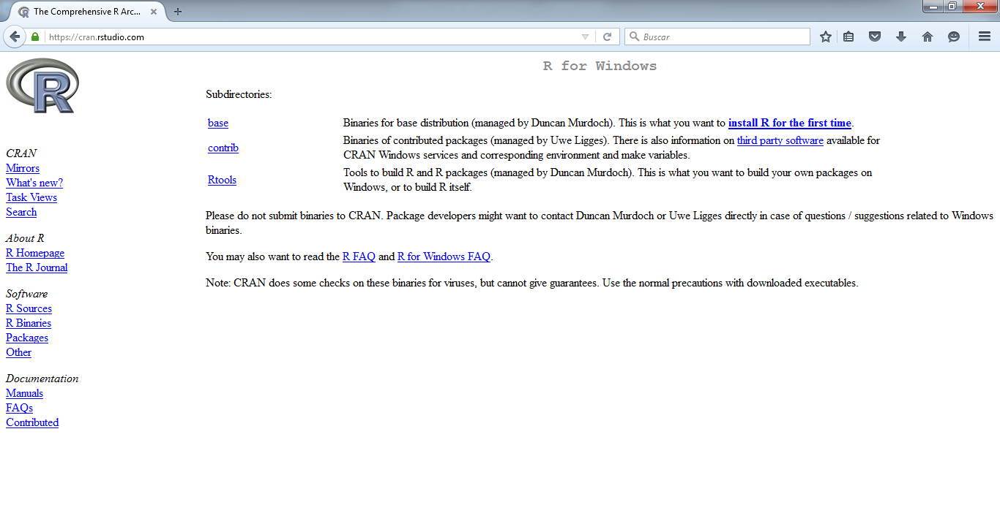 The Comprehensive R Arc...
https://cran.rstudio.com
Buscar
R
CRAN
Mirrors
What's new?
Task Views
Search
About R
R Homepage
The R Journal
Software
R Sources
R Binaries
Packages
Other
Documentation
Manuals
FAQs
Contributed
R for Windows
Subdirectories:
base Binaries for base distribution (managed by Duncan Murdoch). This is what you want to install R for the first time.
contrib Binaries of contributed packages (managed by Uwe Ligges). There is also information on third party software available for
CRAN Windows services and corresponding environment and make variables.
Rtools Tools to build R and R packages (managed by Duncan Murdoch). This is what you want to build your own packages on
Windows, or to build R itself.
Please do not submit binaries to CRAN. Package developers might want to contact Duncan Murdoch or Uwe Ligges directly in case of questions / suggestions related to Windows
binaries.
You may also want to read the R FAQ and R for Windows FAQ.
Note: CRAN does some checks on these binaries for viruses, but cannot give guarantees. Use the normal precautions with downloaded executables.